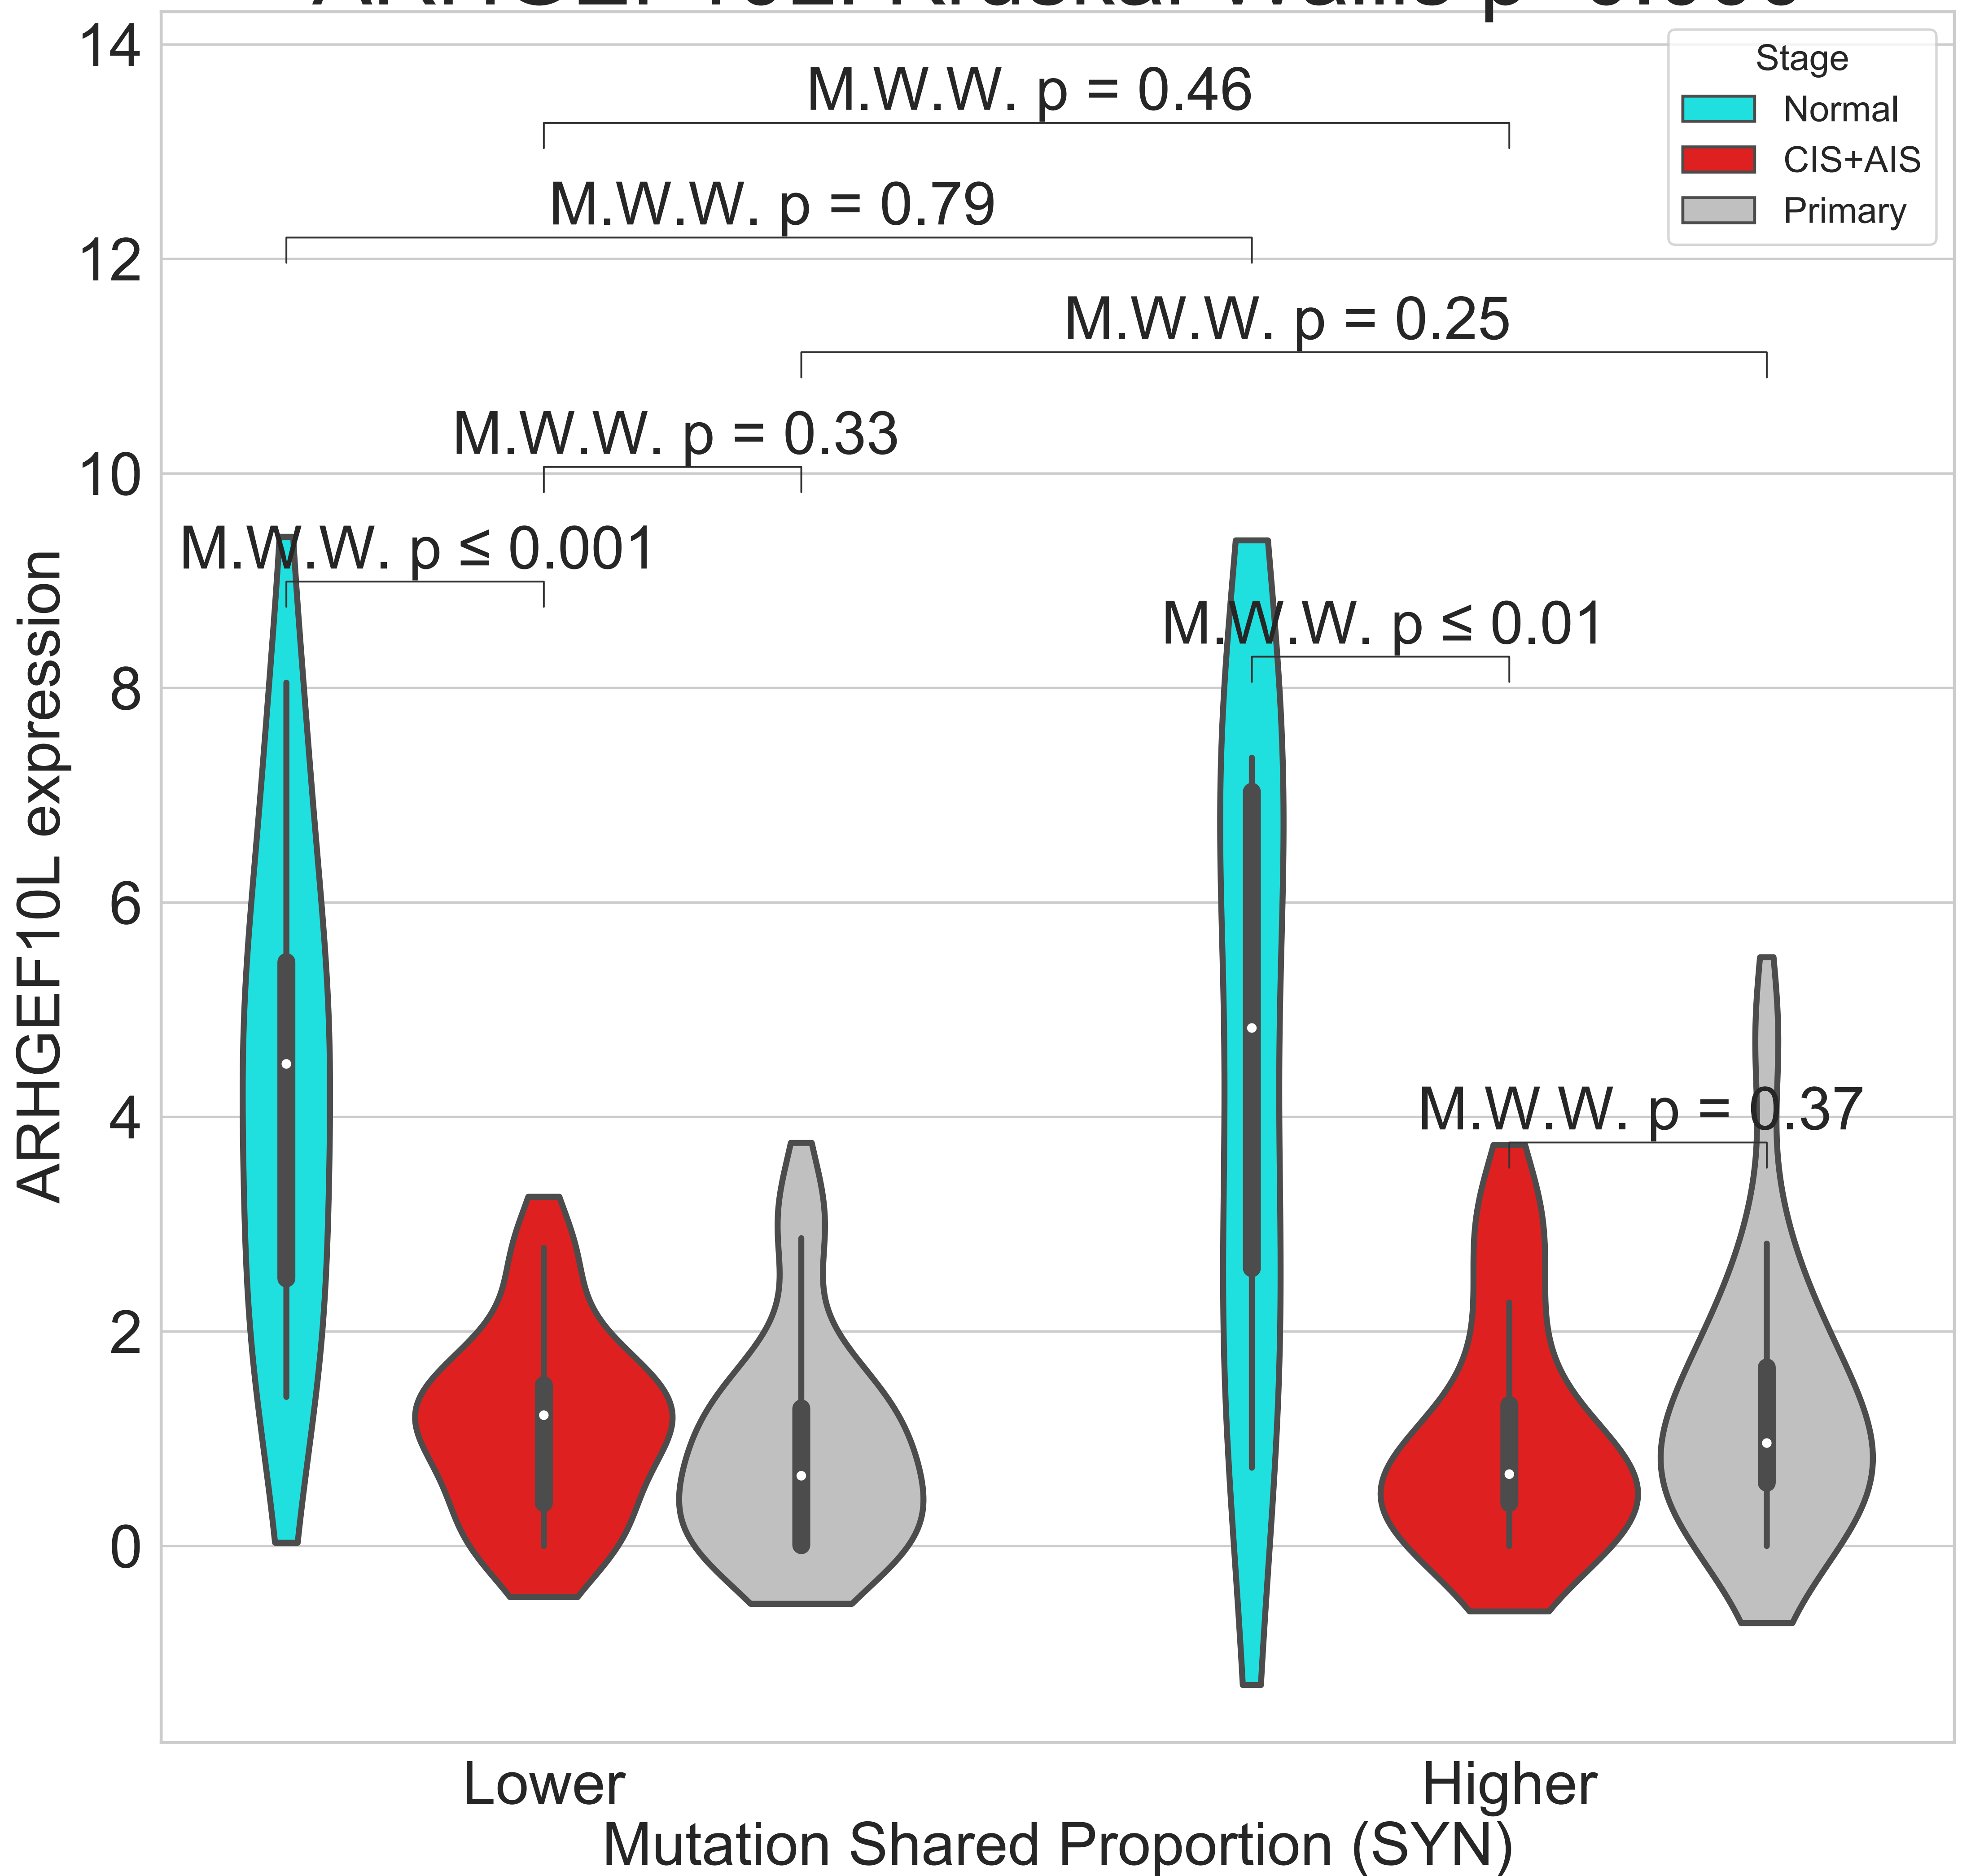 14
12
10
8
6
4
2
0
ARHGEF10L expression
M.W.W. p = 0.46
M.W.W. p = 0.79
M.W.W. p = 0.25
M.W.W. p = 0.33
M.W.W. p ≤ 0.001
M.W.W. p ≤ 0.01
M.W.W. p = 0.37
Stage
Normal
CIS+AIS
Primary
Lower
Higher
Mutation Shared Proportion (SYN)